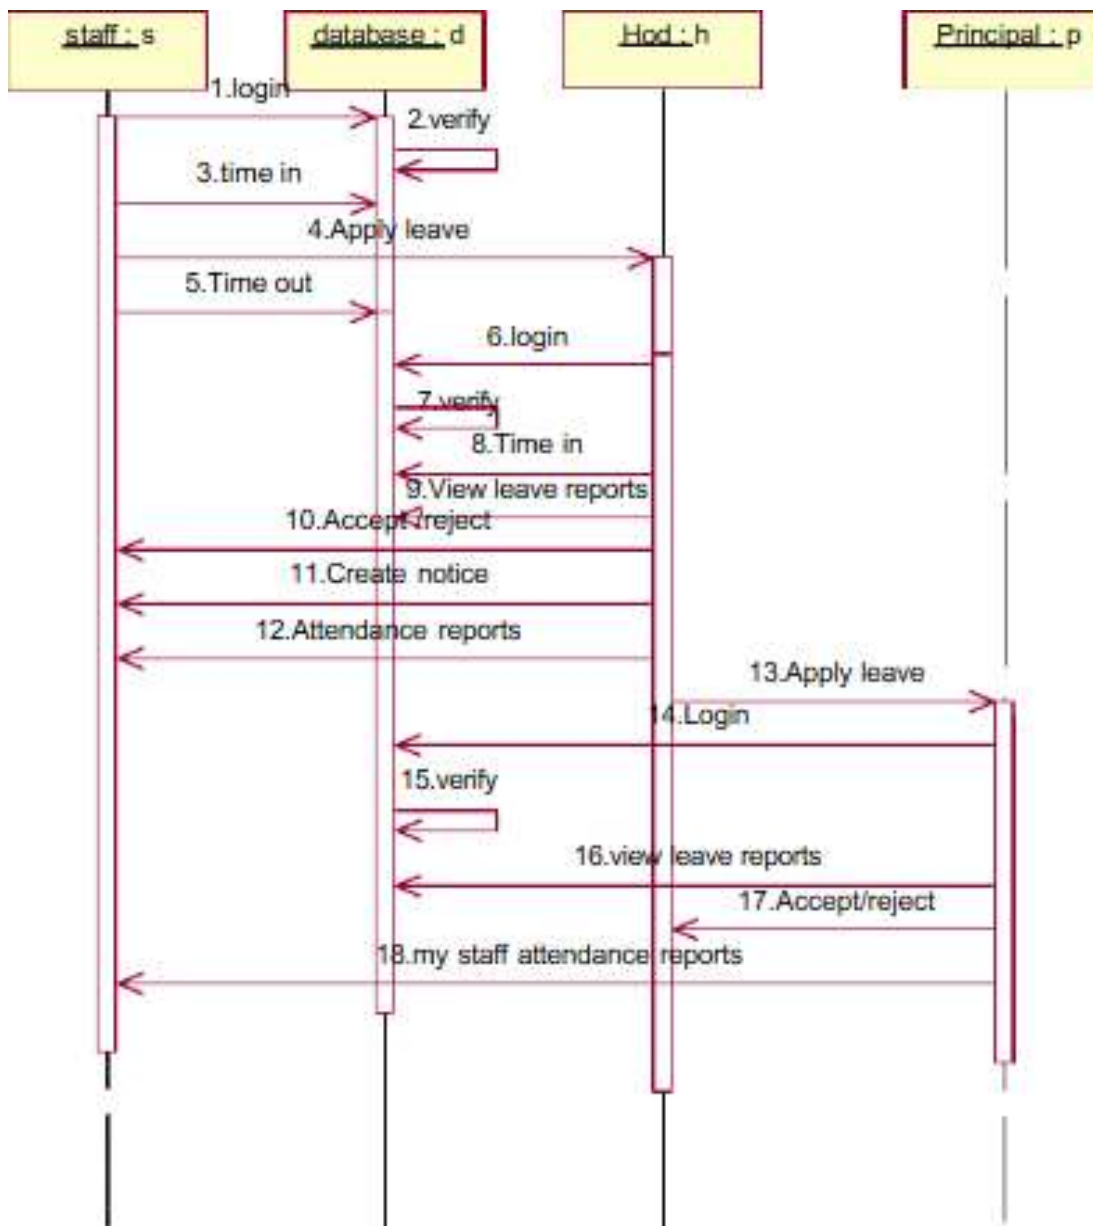 staff : s
database : d
Hod : h
Principal : p
1.login
2.verify
3.time in
4.Apply leave
5.Time out
6.login
7.verify
8.Time in
9.View leave reports
10.Accept /reject
11.Create notice
12.Attendance reports
13.Apply leave
14.Login
15.verify
16.view leave reports
17.Accept/reject
18.my staff attendance reports